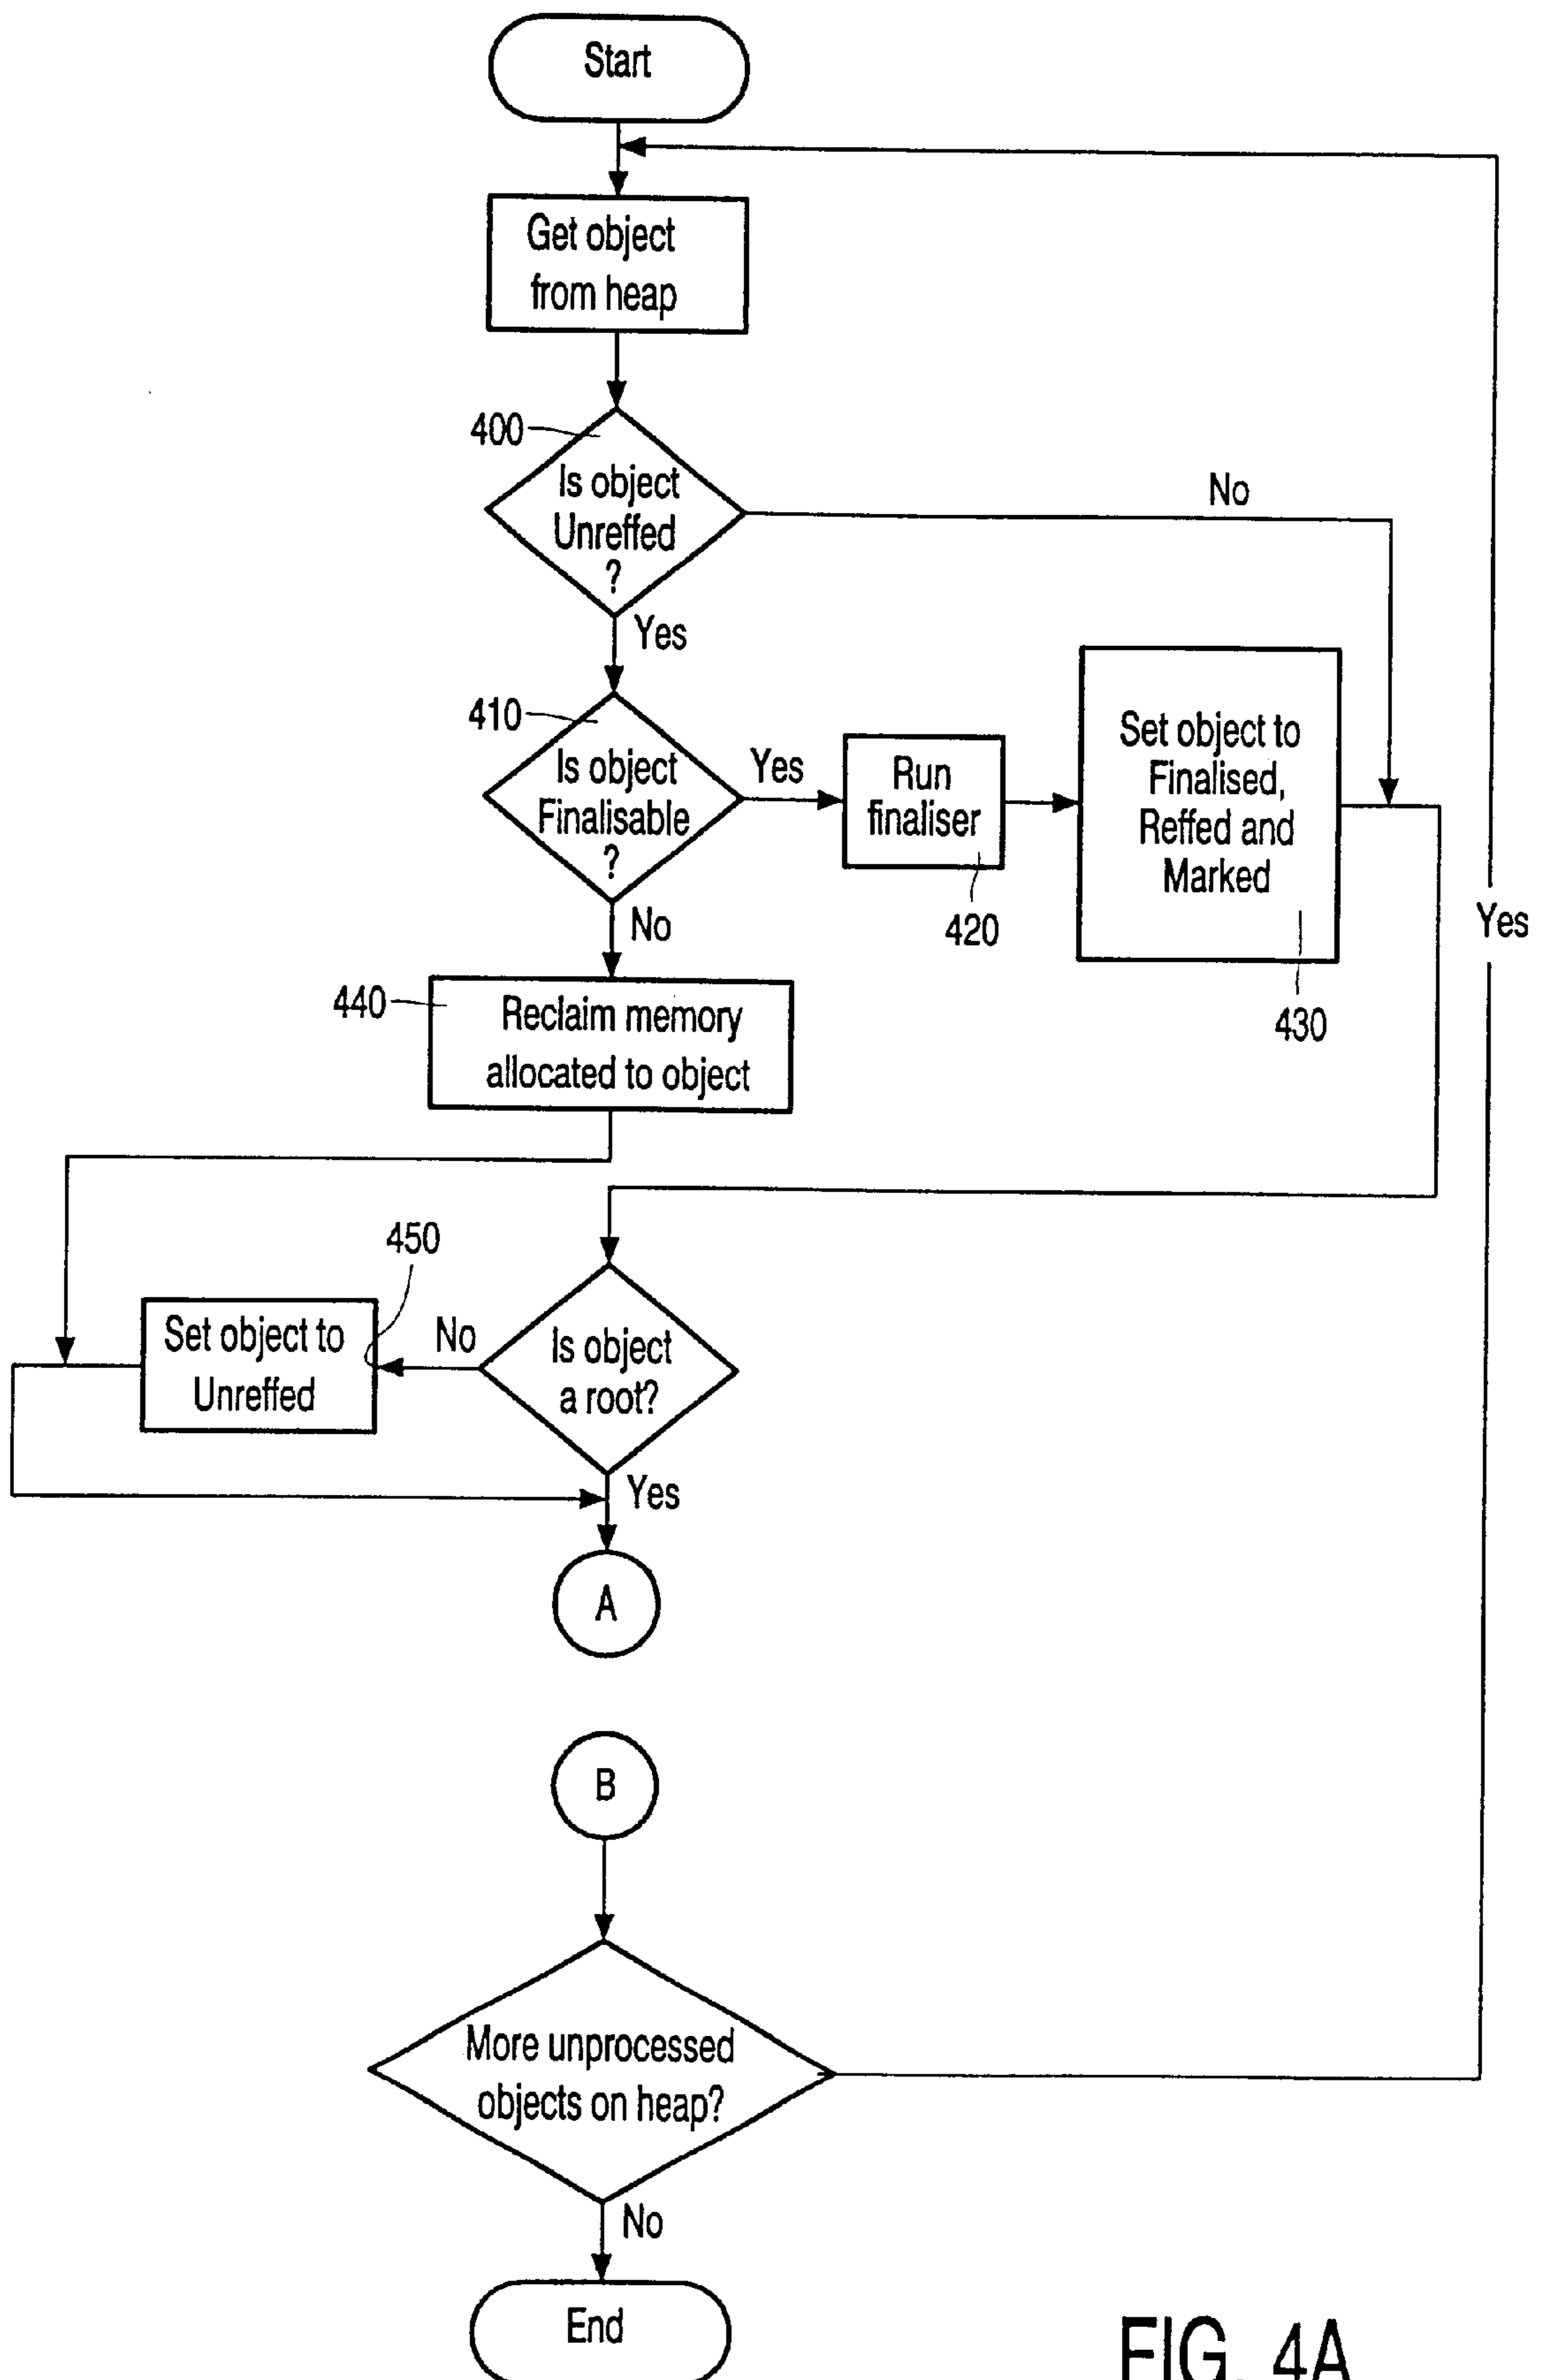 Start
Get object
from heap
400
Is object
Unreffed
?
No
Yes
410
Is object
Finalisable
?
Yes
Run
finaliser
420
Set object to
Finalised,
Reffed and
Marked
430
Yes
No
440
Reclaim memory
allocated to object
450
Set object to
Unreffed
No
Is object
a root?
Yes
A
B
More unprocessed
objects on heap?
No
End
FIG. 4A